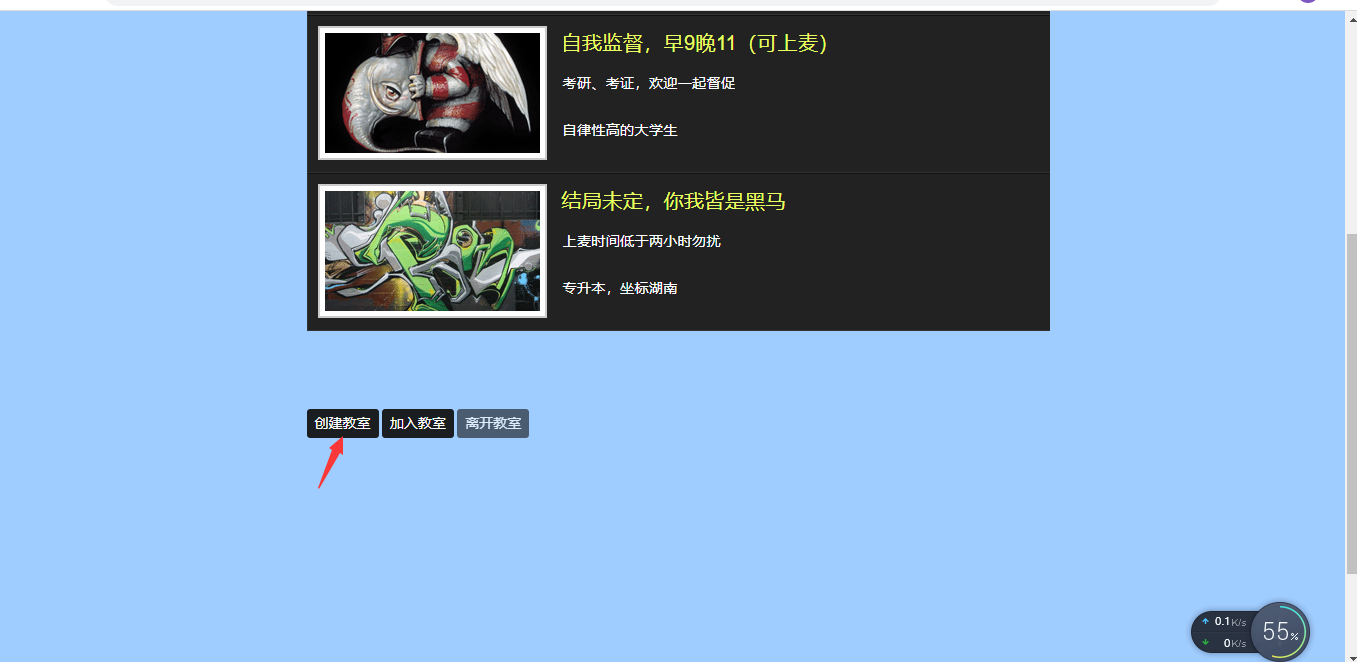 自我监督，早9晚11（可上麦）
考研、考证，欢迎一起督促
自律性高的大学生
结局未定，你我皆是黑马
上麦时间低于两小时勿扰
专升本，坐标湖南
创建教室 加入教室 离开教室
0.1K/s
0K/s
55%